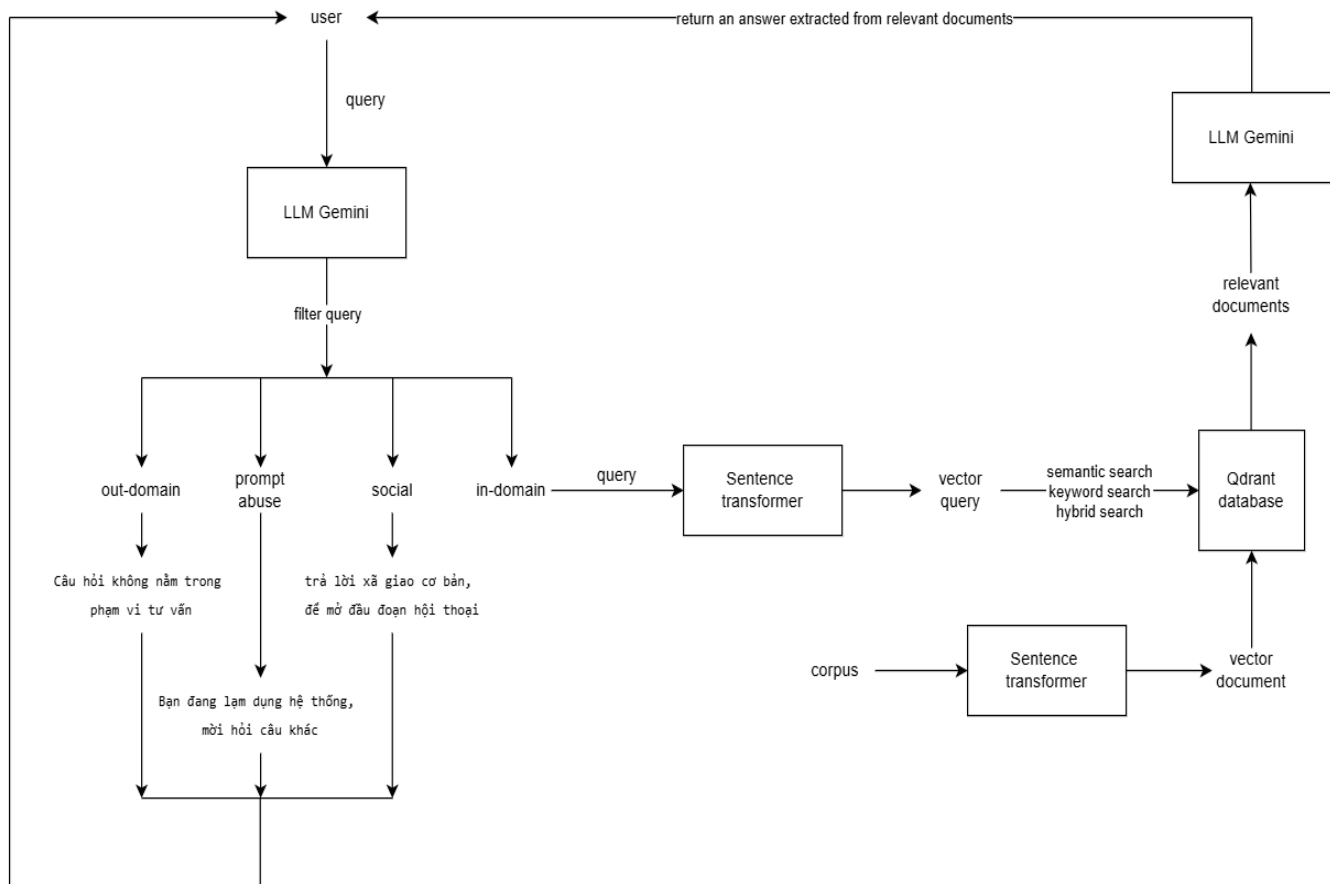 user
return an answer extracted from relevant documents
query
LLM Gemini
LLM Gemini
filter query
relevant
documents
out-domain
prompt
abuse
social
in-domain
query
Sentence
transformer
vector
query
semantic search
keyword search
hybrid search
Qdrant
database
Câu hỏi không nằm trong
phạm vi tư vấn
trả lời xã giao cơ bản,
để mở đầu đoạn hội thoại
corpus
Sentence
transformer
vector
document
Bạn đang lạm dụng hệ thống,
mời hỏi câu khác